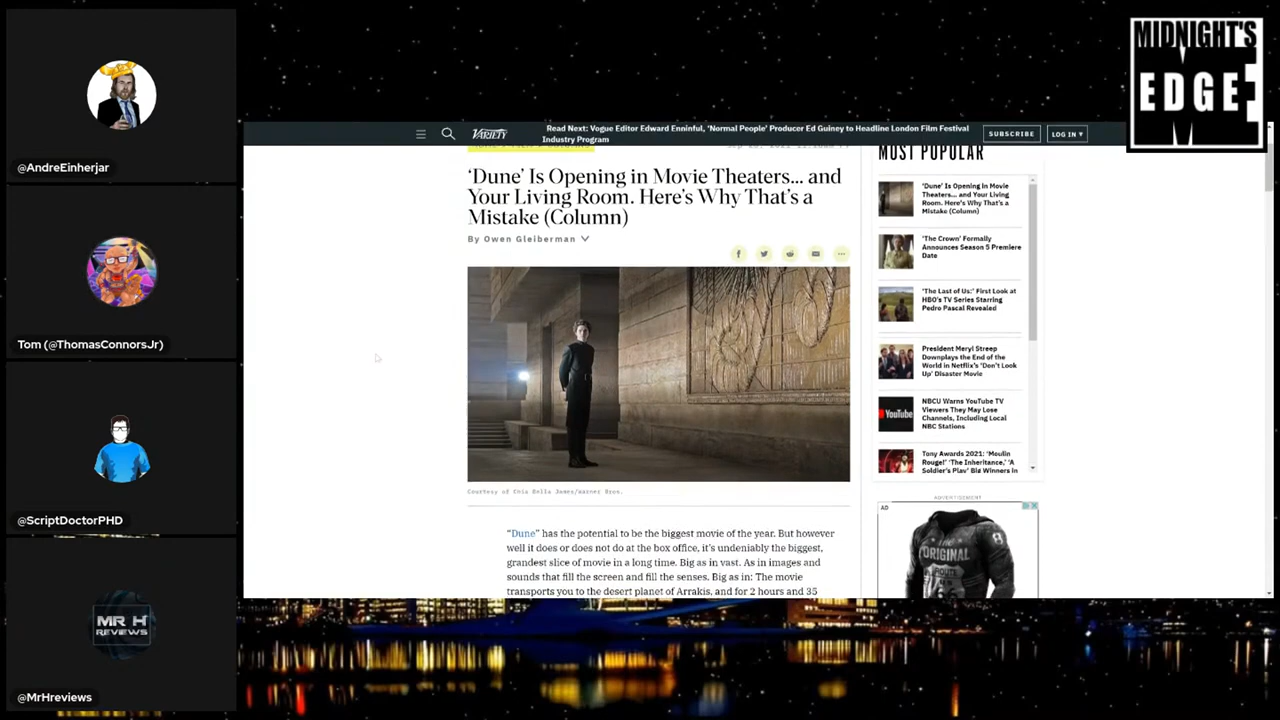 @AndreEinherjar
Tom (@ThomasConnorsJr)
@ScriptDoctorPHD
MR H
REVIEWS
@MrHreviews
MIDNIGHT'S
EDGE
VARIETY
Read Next: Vogue Editor Edward Enninful, 'Normal People' Producer Ed Guiney to Headline London Film Festival
Industry Program
SUBSCRIBE
LOG IN
'Dune' Is Opening in Movie Theaters... and
Your Living Room. Here's Why That's a
Mistake (Column)
By Owen Gleiberman
Courtesy of Chia Bella James/Warner Bros.
"Dune" has the potential to be the biggest movie of the year. But however
well it does or does not do at the box office, it's undeniably the biggest,
grandest slice of movie in a long time. Big as in vast. As in images and
sounds that fill the screen and fill the senses. Big as in: The movie
transports you to the desert planet of Arrakis, and for 2 hours and 35
MOST POPULAR
'Dune' Is Opening in Movie
Theaters... and Your Living
Room. Here's Why That's a
Mistake (Column)
'The Crown' Formally
Announces Season 5 Premiere
Date
'The Last of Us:' First Look at
HBO's TV Series Starring
Pedro Pascal Revealed
President Meryl Streep
Downplays the End of the
World in Netflix's 'Don't Look
Up' Disaster Movie
YouTube
NBCU Warns YouTube TV
Viewers They May Lose
Channels, Including Local
NBC Stations
Tony Awards 2021: 'Moulin
Rouge!' 'The Inheritance,' 'A
Soldier's Play' Big Winners in
ADVERTISEMENT
AD
ORIGINAL
8